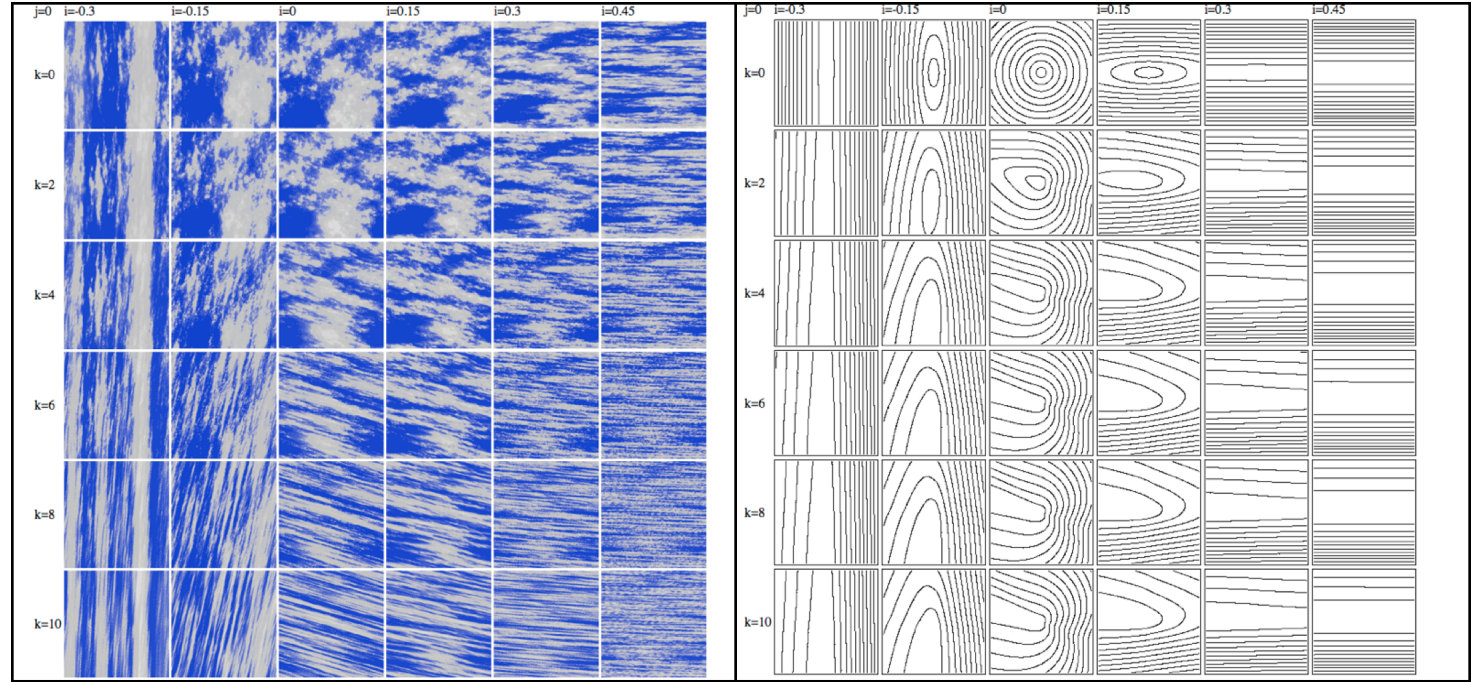 j=0 i=-0.3 i=-0.15 i=0 i=0.15 i=0.3 i=0.45
k=0
k=2
k=4
k=6
k=8
k=10
j=0 i=-0.3 i=-0.15 i=0 i=0.15 i=0.3 i=0.45
k=0
k=2
k=4
k=6
k=8
k=10